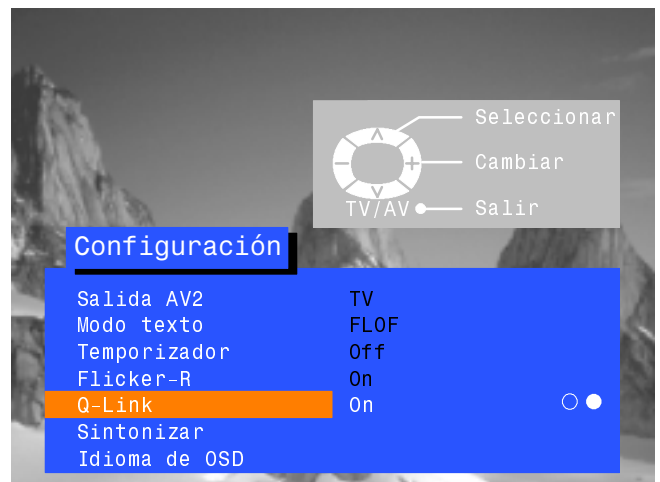 Seleccionar
Cambiar
TV/AV Salir
Configuración
Salida AV2 TV
Modo texto FLOF
Temporizador Off
Flicker-R On
Q-Link On
Sintonizar
Idioma de OSD